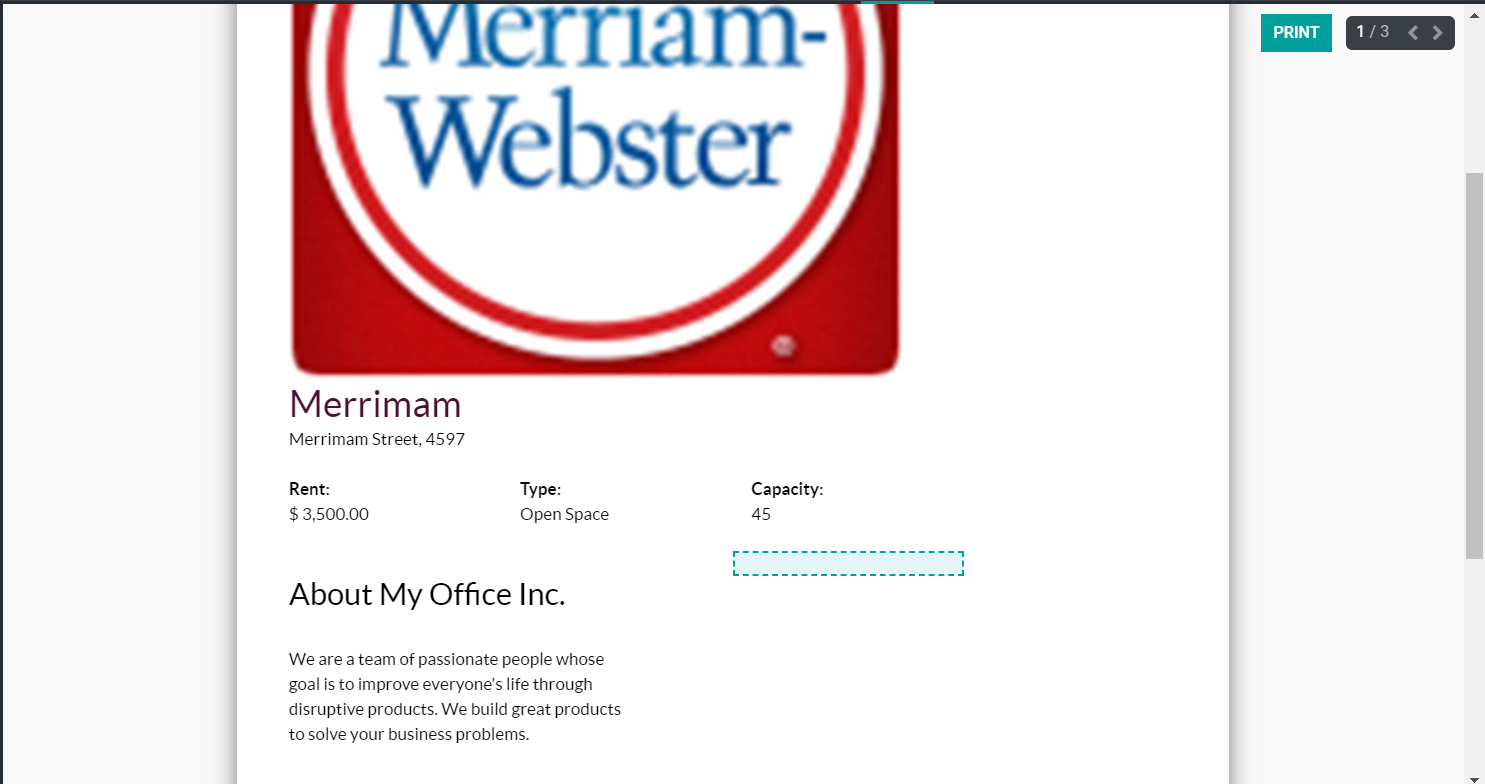 PRINT
1 / 3
Merriam-
Webster
®
Merrimam
Merrimam Street, 4597
Rent:
Type:
Capacity:
$ 3,500.00
Open Space
45
About My Office Inc.
We are a team of passionate people whose
goal is to improve everyone’s life through
disruptive products. We build great products
to solve your business problems.